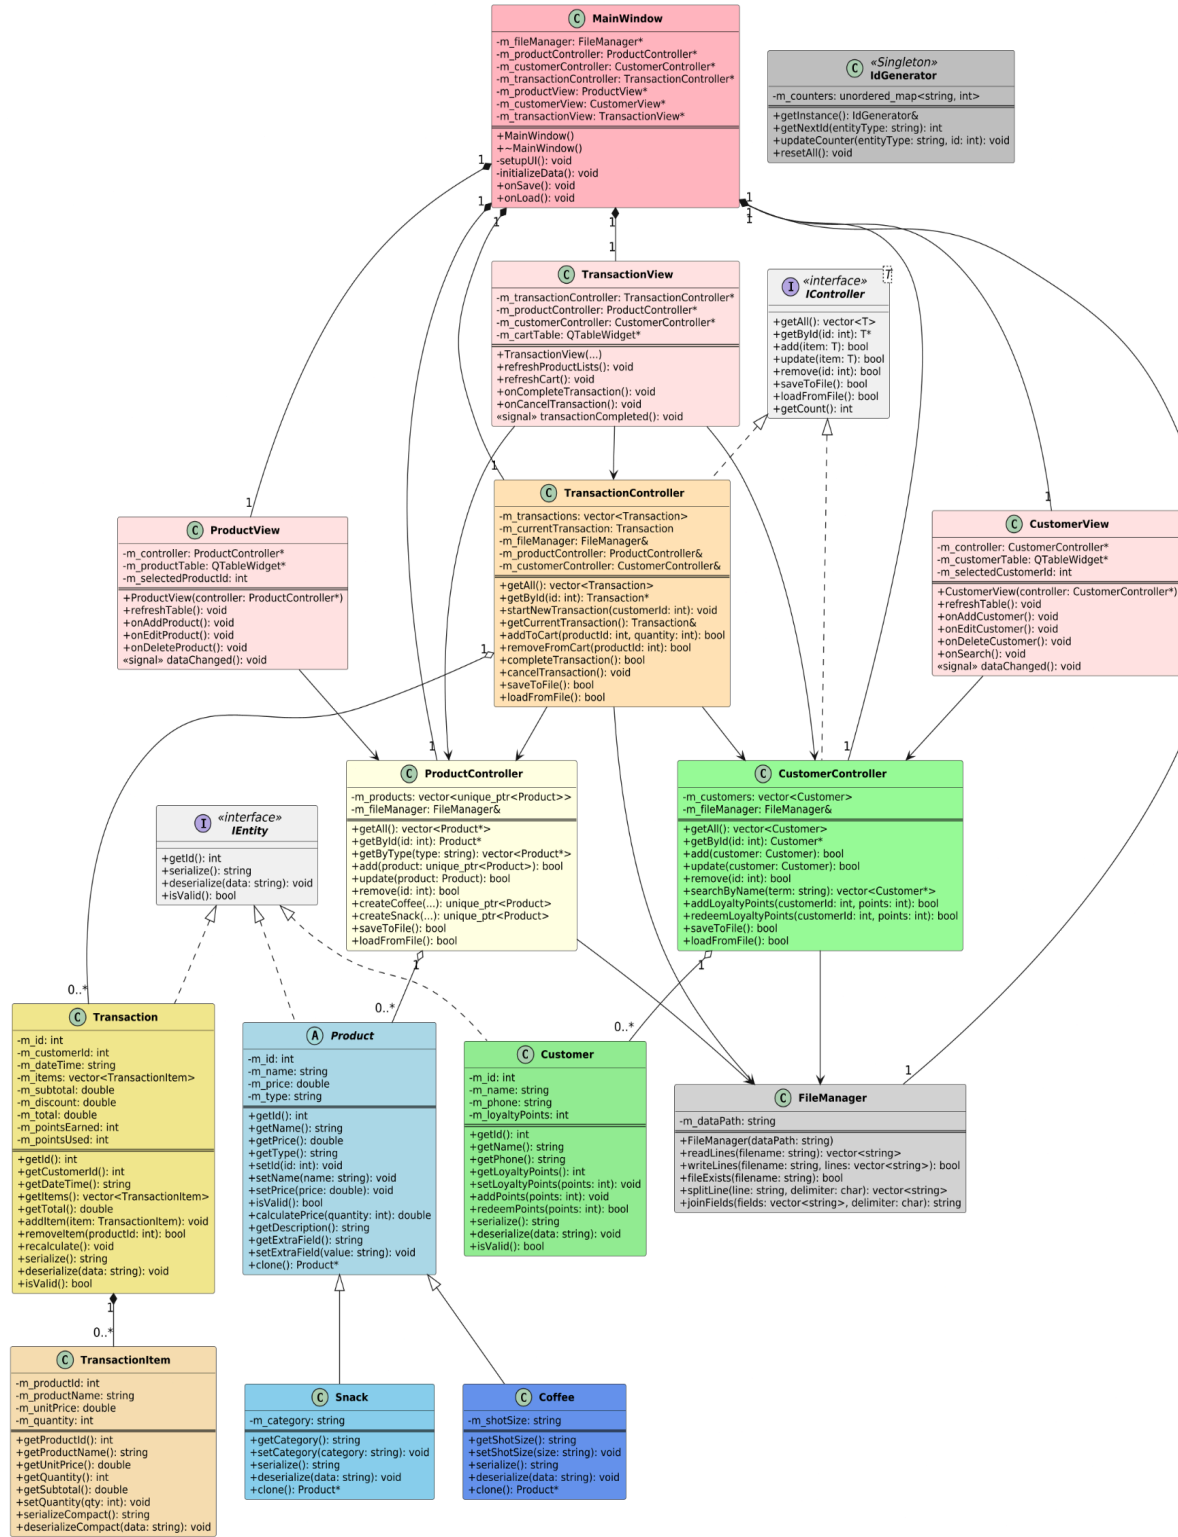 C MainWindow
-m_fileManager: FileManager*
-m_productController: ProductController*
-m_customerController: CustomerController*
-m_transactionController: TransactionController*
-m_productView: ProductView*
-m_customerView: CustomerView*
-m_transactionView: TransactionView*
+MainWindow()
+~MainWindow()
-setupUI(): void
-initializeData(): void
+onSave(): void
+onLoad(): void
C «Singleton»
IdGenerator
-m_counters: unordered_map<string, int>
+getInstance(): IdGenerator&
+getNextId(entityType: string): int
+updateCounter(entityType: string, id: int): void
+resetAll(): void
1
1
1
1
1
1
1
1
C TransactionView
-m_transactionController: TransactionController*
-m_productController: ProductController*
-m_customerController: CustomerController*
-m_cartTable: QTableWidget*
+TransactionView(...)
+refreshProductLists(): void
+refreshCart(): void
+onCompleteTransaction(): void
+onCancelTransaction(): void
«signal» transactionCompleted(): void
T
I «interface»
IController
+getAll(): vector<T>
+getById(id: int): T*
+add(item: T): bool
+update(item: T): bool
+remove(id: int): bool
+saveToFile(): bool
+loadFromFile(): bool
+getCount(): int
1
1
1
C ProductView
-m_controller: ProductController*
-m_productTable: QTableWidget*
-m_selectedProductId: int
+ProductView(controller: ProductController*)
+refreshTable(): void
+onAddProduct(): void
+onEditProduct(): void
+onDeleteProduct(): void
«signal» dataChanged(): void
C TransactionController
-m_transactions: vector<Transaction>
-m_currentTransaction: Transaction
-m_fileManager: FileManager&
-m_productController: ProductController&
-m_customerController: CustomerController&
+getAll(): vector<Transaction>
+getById(id: int): Transaction*
+startNewTransaction(customerId: int): void
+getCurrentTransaction(): Transaction&
+addToCart(productId: int, quantity: int): bool
+removeFromCart(productId: int): bool
+completeTransaction(): bool
+cancelTransaction(): void
+saveToFile(): bool
+loadFromFile(): bool
C CustomerView
-m_controller: CustomerController*
-m_customerTable: QTableWidget*
-m_selectedCustomerId: int
+CustomerView(controller: CustomerController*)
+refreshTable(): void
+onAddCustomer(): void
+onEditCustomer(): void
+onDeleteCustomer(): void
+onSearch(): void
«signal» dataChanged(): void
1
1
1
C ProductController
-m_products: vector<unique_ptr<Product>>
-m_fileManager: FileManager&
+getAll(): vector<Product*>
+getById(id: int): Product*
+getByType(type: string): vector<Product*>
+add(product: unique_ptr<Product>): bool
+update(product: Product): bool
+remove(id: int): bool
+createCoffee(...): unique_ptr<Product>
+createSnack(...): unique_ptr<Product>
+saveToFile(): bool
+loadFromFile(): bool
C CustomerController
-m_customers: vector<Customer>
-m_fileManager: FileManager&
+getAll(): vector<Customer>
+getById(id: int): Customer*
+add(customer: Customer): bool
+update(customer: Customer): bool
+remove(id: int): bool
+searchByName(term: string): vector<Customer*>
+addLoyaltyPoints(customerId: int, points: int): bool
+redeemLoyaltyPoints(customerId: int, points: int): bool
+saveToFile(): bool
+loadFromFile(): bool
I «interface»
IEntity
+getId(): int
+serialize(): string
+deserialize(data: string): void
+isValid(): bool
1
1
0..*
0..*
0..*
1
C Transaction
-m_id: int
-m_customerId: int
-m_dateTime: string
-m_items: vector<TransactionItem>
-m_subtotal: double
-m_discount: double
-m_total: double
-m_pointsEarned: int
-m_pointsUsed: int
+getId(): int
+getCustomerId(): int
+getDateTime(): string
+getItems(): vector<TransactionItem>
+getTotal(): double
+addItem(item: TransactionItem): void
+removeItem(productId: int): bool
+recalculate(): void
+serialize(): string
+deserialize(data: string): void
+isValid(): bool
A Product
-m_id: int
-m_name: string
-m_price: double
-m_type: string
+getId(): int
+getName(): string
+getPrice(): double
+getType(): string
+setId(id: int): void
+setName(name: string): void
+setPrice(price: double): void
+isValid(): bool
+calculatePrice(quantity: int): double
+getDescription(): string
+getExtraField(): string
+setExtraField(value: string): void
+clone(): Product*
C Customer
-m_id: int
-m_name: string
-m_phone: string
-m_loyaltyPoints: int
+getId(): int
+getName(): string
+getPhone(): string
+getLoyaltyPoints(): int
+setLoyaltyPoints(points: int): void
+addPoints(points: int): void
+redeemPoints(points: int): bool
+serialize(): string
+deserialize(data: string): void
+isValid(): bool
C FileManager
-m_dataPath: string
+FileManager(dataPath: string)
+readLines(filename: string): vector<string>
+writeLines(filename: string, lines: vector<string>): bool
+fileExists(filename: string): bool
+splitLine(line: string, delimiter: char): vector<string>
+joinFields(fields: vector<string>, delimiter: char): string
1
0..*
C TransactionItem
-m_productId: int
-m_productName: string
-m_unitPrice: double
-m_quantity: int
+getProductId(): int
+getProductName(): string
+getUnitPrice(): double
+getQuantity(): int
+getSubtotal(): double
+setQuantity(qty: int): void
+serializeCompact(): string
+deserializeCompact(data: string): void
C Snack
-m_category: string
+getCategory(): string
+setCategory(category: string): void
+serialize(): string
+deserialize(data: string): void
+clone(): Product*
C Coffee
-m_shotSize: string
+getShotSize(): string
+setShotSize(size: string): void
+serialize(): string
+deserialize(data: string): void
+clone(): Product*